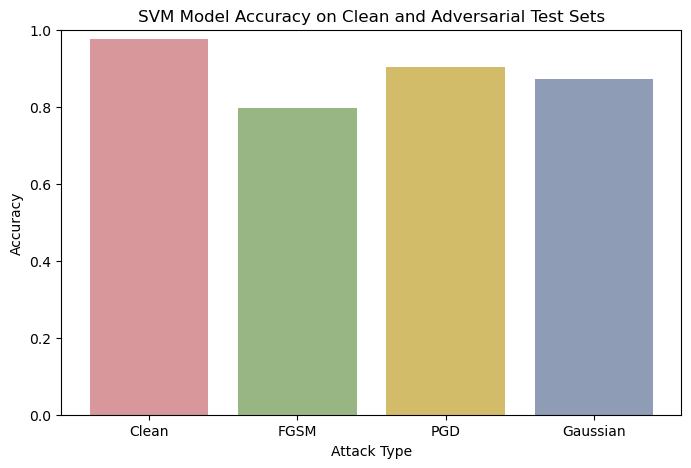 SVM Model Accuracy on Clean and Adversarial Test Sets
1.0
0.8
0.6
0.4
0.2
0.0
Accuracy
Clean FGSM PGD Gaussian
Attack Type